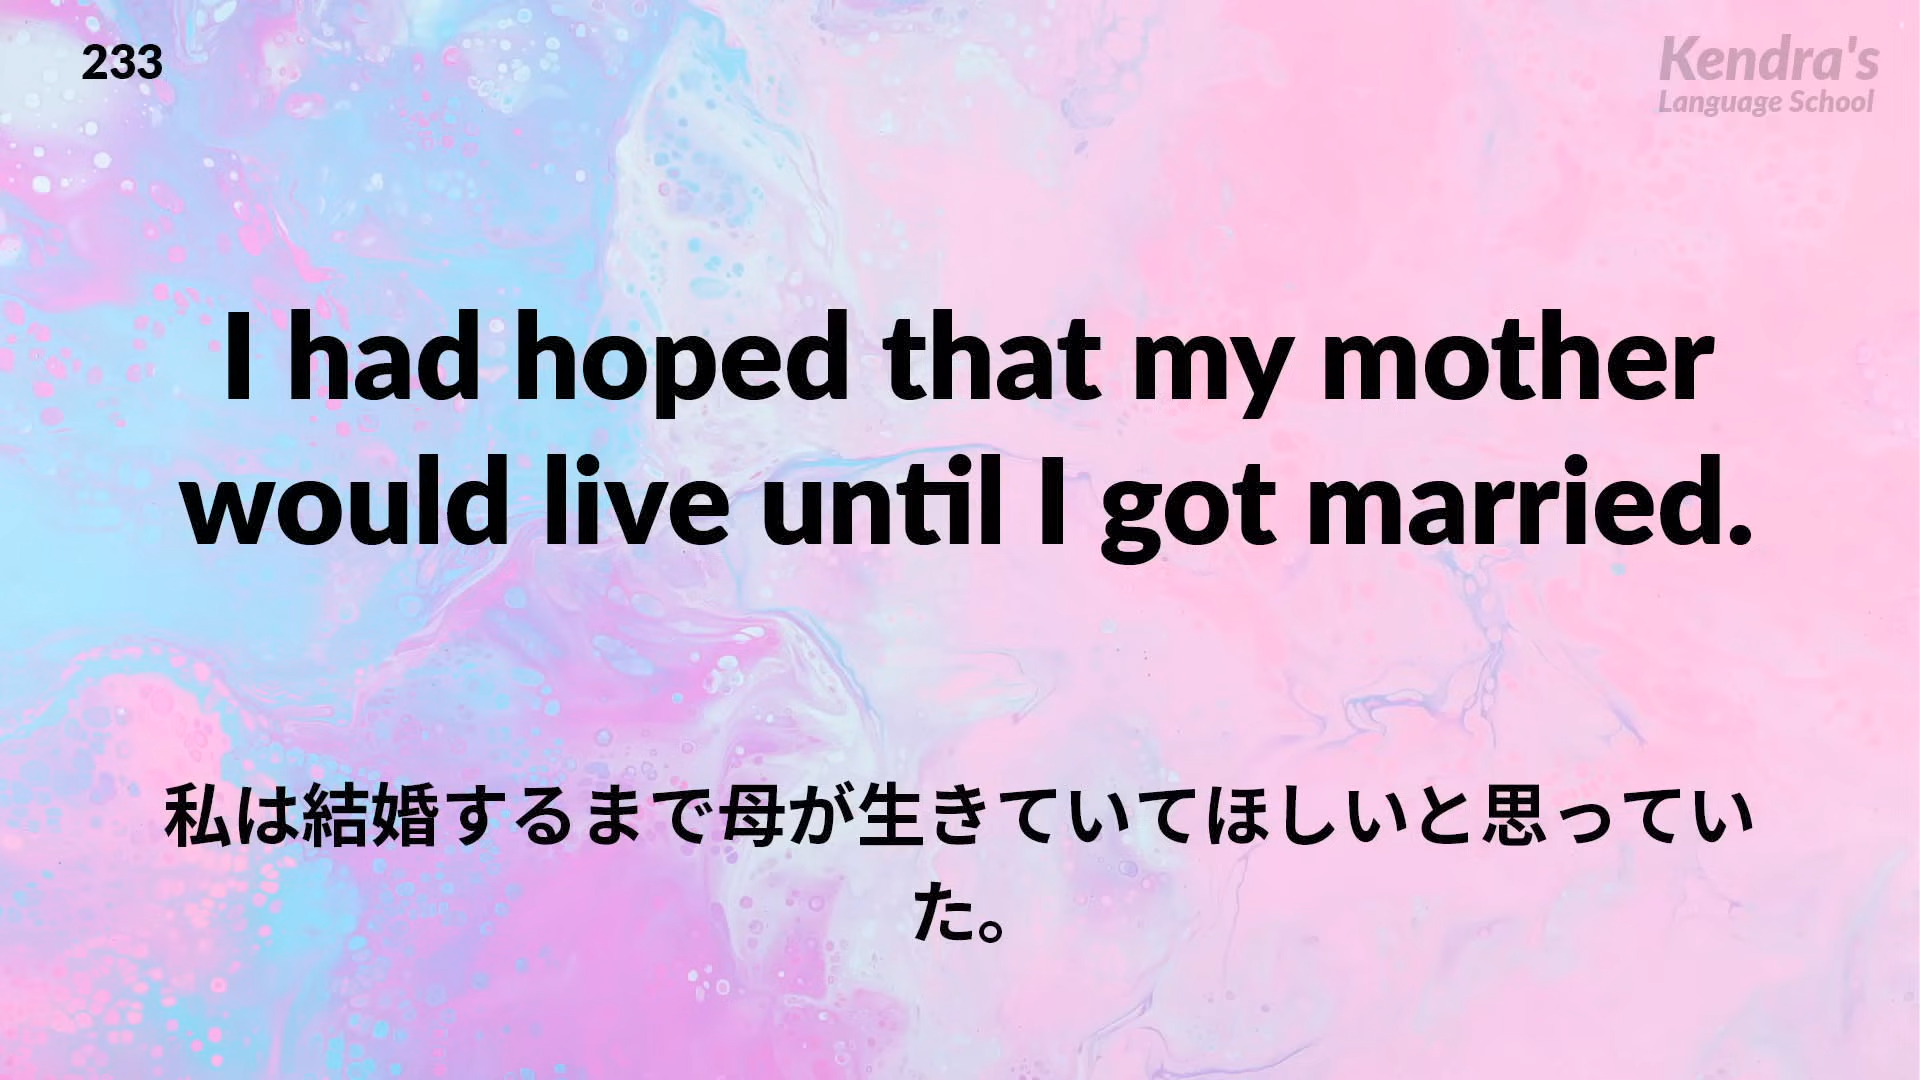 233
Kendra's
Language School
I had hoped that my mother
would live until I got married.
私は結婚するまで母が生きていてほしいと思ってい
た。